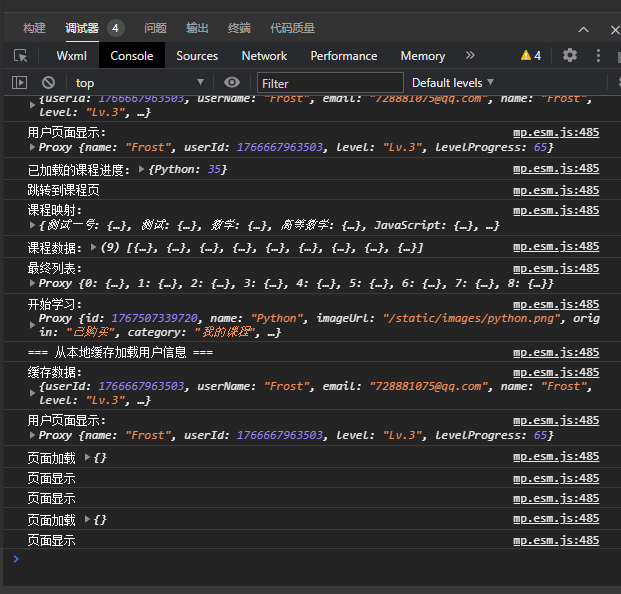 构建 调试器 4 问题 输出 终端 代码质量
Wxml Console Sources Network Performance Memory » 4
top Filter Default levels
{userId: 1766667963503, userName: "Frost", email: "728881075@qq.com", name: "Frost",
level: "Lv.3", …}
用户页面显示: mp.esm.js:485
Proxy {name: "Frost", userId: 1766667963503, level: "Lv.3", levelProgress: 65}
已加载的课程进度: {Python: 35} mp.esm.js:485
跳转到课程页 mp.esm.js:485
课程映射: mp.esm.js:485
{测试一号: {…}, 测试: {…}, 数学: {…}, 高等数学: {…}, JavaScript: {…}, …}
课程数据: (9) [{…}, {…}, {…}, {…}, {…}, {…}, {…}, {…}, {…}] mp.esm.js:485
最终列表: mp.esm.js:485
Proxy {0: {…}, 1: {…}, 2: {…}, 3: {…}, 4: {…}, 5: {…}, 6: {…}, 7: {…}, 8: {…}}
开始学习: mp.esm.js:485
Proxy {id: 1767507339720, name: "Python", imageUrl: "/static/images/python.png", orig
in: "已购买", category: "我的课程", …}
=== 从本地缓存加载用户信息 === mp.esm.js:485
缓存数据: mp.esm.js:485
{userId: 1766667963503, userName: "Frost", email: "728881075@qq.com", name: "Frost",
level: "Lv.3", …}
用户页面显示: mp.esm.js:485
Proxy {name: "Frost", userId: 1766667963503, level: "Lv.3", levelProgress: 65}
页面加载 {} mp.esm.js:485
页面显示 mp.esm.js:485
页面显示 mp.esm.js:485
页面加载 {} mp.esm.js:485
页面显示 mp.esm.js:485